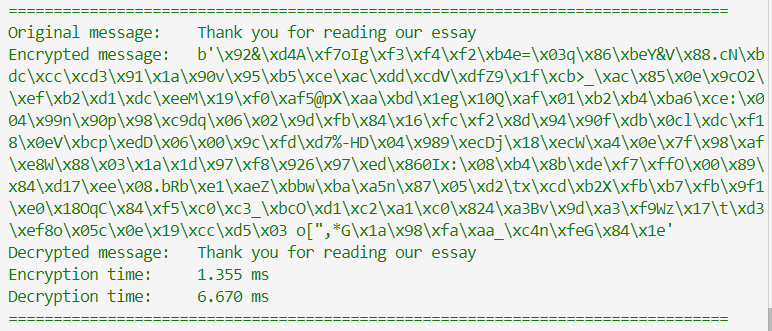 ================================================================================
Original message:    Thank you for reading our essay
Encrypted message:   b'\x92&\xd4A\xf7oIg\xf3\xf4\xf2\xb4e=\x03q\x86\xbeY&V\x88.cN\xb
dc\xcc\xcd3\x91\x1a\x90v\x95\xb5\xce\xac\xdd\xcdV\xdfZ9\x1f\xcb>_\xac\x85\x0e\x9cO2\
\xef\xb2\xd1\xdc\xeeM\x19\xf0\xaf5@pX\xaa\xbd\x1eg\x10Q\xaf\x01\xb2\xb4\xba6\xce:\x0
04\x99n\x90p\x98\xc9dq\x06\x02\x9d\xfb\x84\x16\xfc\xf2\x8d\x94\x90f\xdb\x0cl\xdc\xf1
8\x0eV\xbcp\xedD\x06\x00\x9c\xfd\xd7%-HD\x04\x989\xecDj\x18\xecW\xa4\x0e\x7f\x98\xaf
\xe8W\x88\x03\x1a\x1d\x97\xf8\x926\x97\xed\x860Ix:\x08\xb4\x8b\xde\xf7\xffO\x00\x89\
\x84\xd17\xee\x08.bRb\xe1\xaeZ\xbbw\xba\xa5n\x87\x05\xd2\tx\xcd\xb2X\xfb\xb7\xfb\x9f1
\xe0\x18OqC\x84\xf5\xc0\xc3_\xbcO\xd1\xc2\xa1\xc0\x824\xa3Bv\x9d\xa3\xf9Wz\x17\t\xd3
\xef8o\x05c\x0e\x19\xcc\xd5\x03 o[",*G\x1a\x98\xfa\xaa_\xc4n\xfeG\x84\x1e'
Decrypted message:   Thank you for reading our essay
Encryption time:     1.355 ms
Decryption time:     6.670 ms
================================================================================